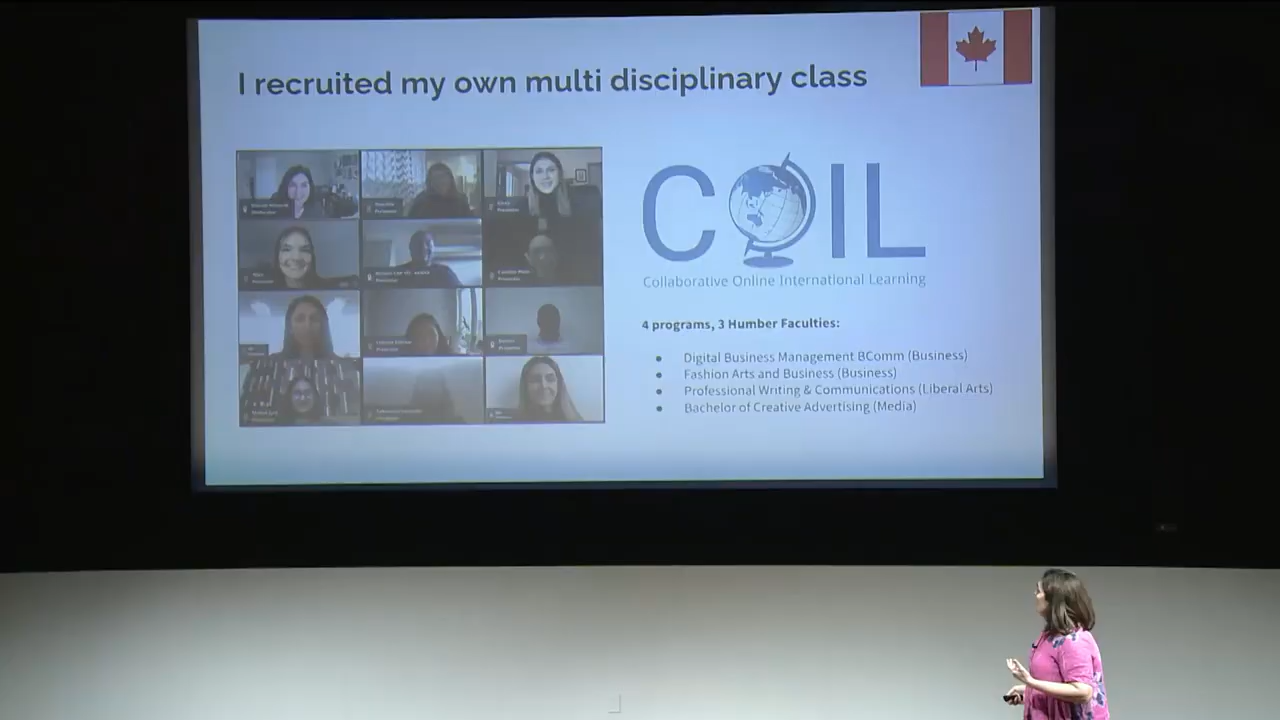 I recruited my own multi disciplinary class
COIL
Collaborative Online International Learning
4 programs, 3 Humber Faculties:
Digital Business Management BComm (Business)
Fashion Arts and Business (Business)
Professional Writing & Communications (Liberal Arts)
Bachelor of Creative Advertising (Media)